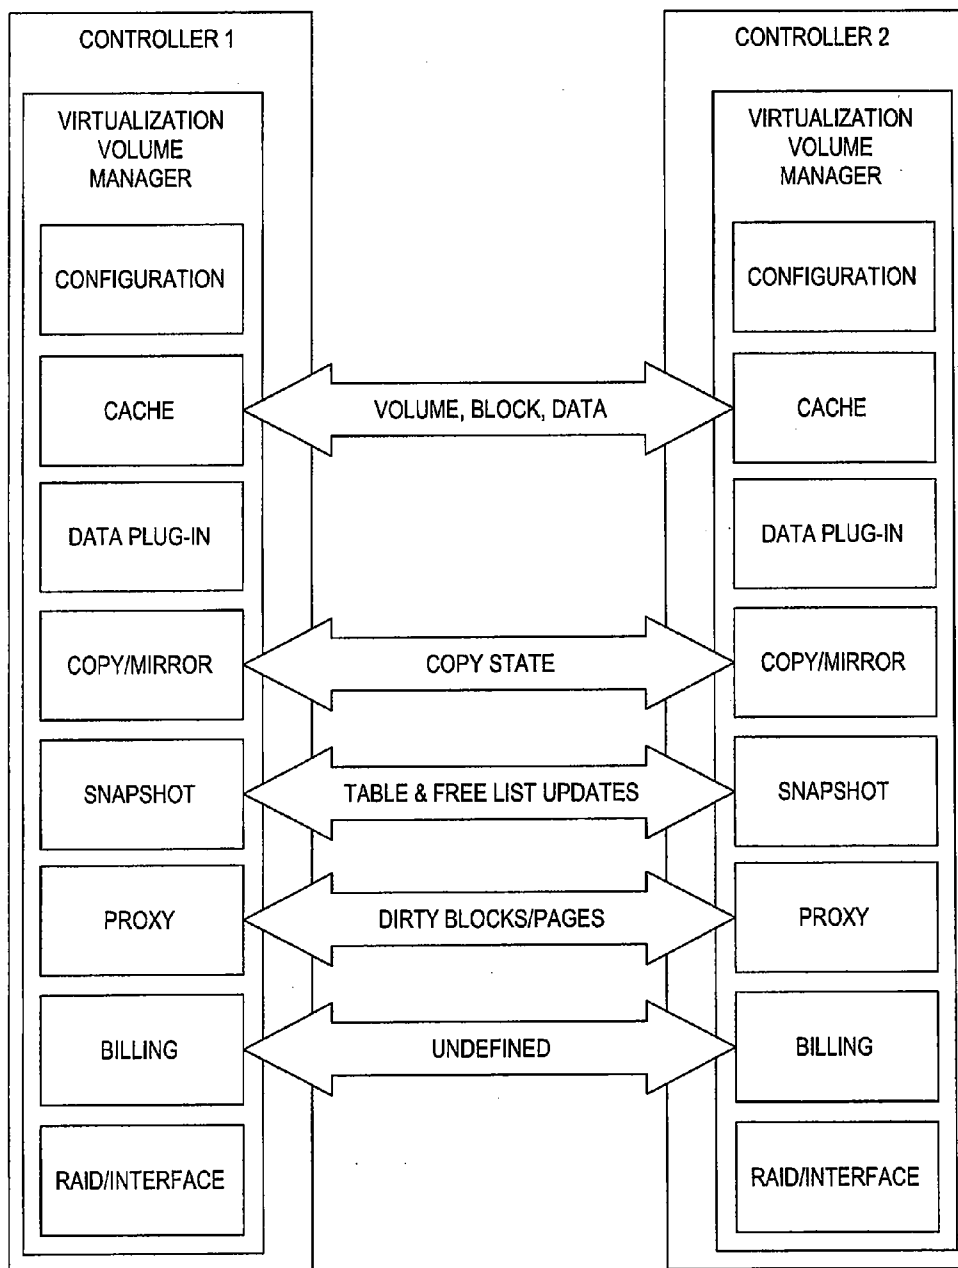 CONTROLLER 1
VIRTUALIZATION
VOLUME
MANAGER
CONFIGURATION
CACHE
DATA PLUG-IN
COPY/MIRROR
SNAPSHOT
PROXY
BILLING
RAID/INTERFACE
VOLUME, BLOCK, DATA
COPY STATE
TABLE & FREE LIST UPDATES
DIRTY BLOCKS/PAGES
UNDEFINED
CONTROLLER 2
VIRTUALIZATION
VOLUME
MANAGER
CONFIGURATION
CACHE
DATA PLUG-IN
COPY/MIRROR
SNAPSHOT
PROXY
BILLING
RAID/INTERFACE